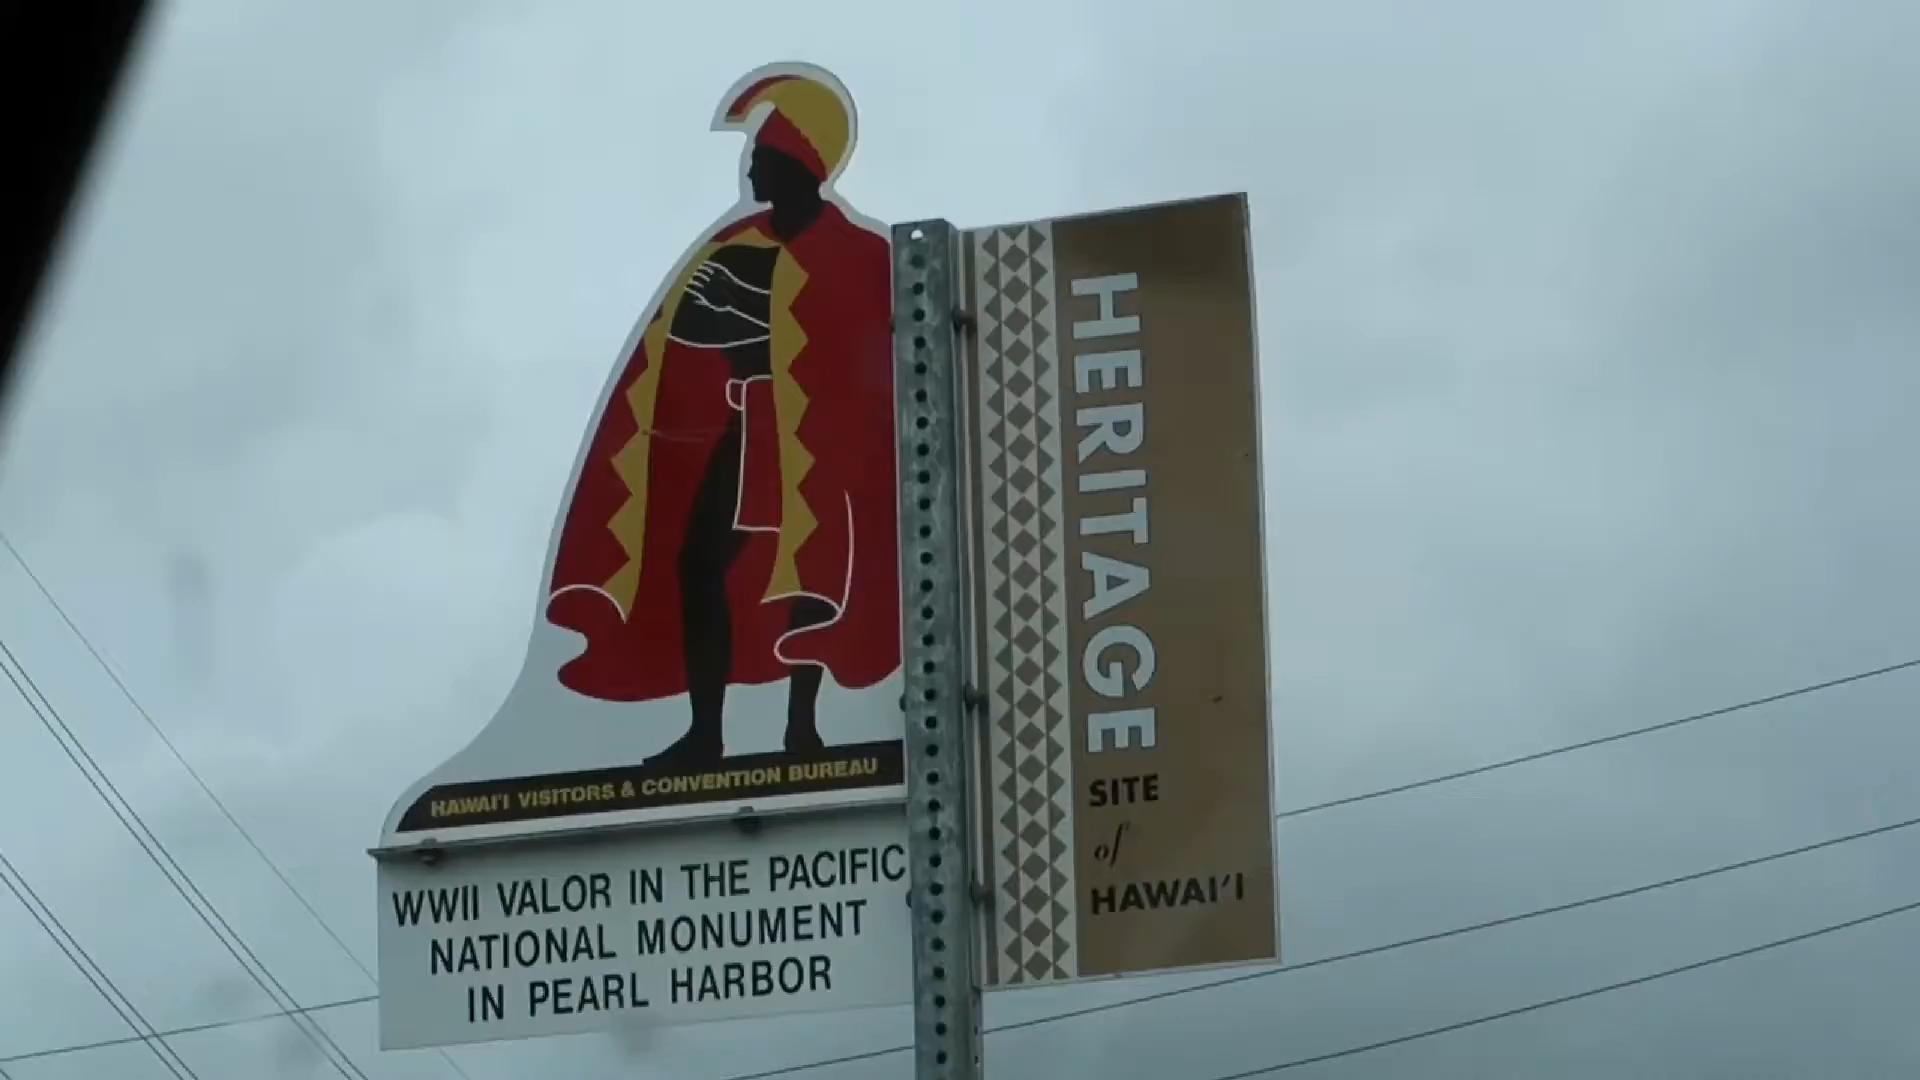 HAWAI'I VISITORS & CONVENTION BUREAU
WWII VALOR IN THE PACIFIC
NATIONAL MONUMENT
IN PEARL HARBOR
HERITAGE
SITE
of
HAWAI'I